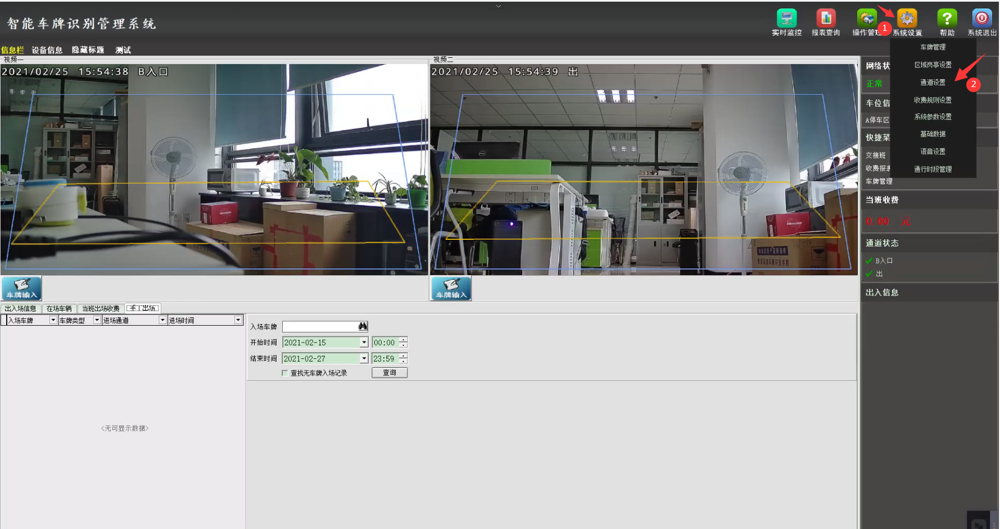 智能车牌识别管理系统
实时监控
报表查询
操作管理
1
系统设置
帮助
系统退出
信息栏
设备信息
隐藏标题
测试
车牌管理
区域岗亭设置
通道设置
2
收费规则设置
系统参数设置
基础数据
语音设置
通行时段管理
视频一
2021/02/25 15:54:38 B入口
视频二
2021/02/25 15:54:39 出
网络状
正常
车位信
A停车区
快捷菜
交接班
收费报表
车牌管理
当班收费
0.00 元
通道状态
B入口
出
出入信息
HIKVISION
车牌输入
车牌输入
出入场信息
在场车辆
当班出场收费
手工出场
入场车牌
车牌类型
进场通道
进场时间
<无可显示数据>
入场车牌
开始时间
2021-02-15
00:00
结束时间
2021-02-27
23:59
查找无车牌入场记录
查询